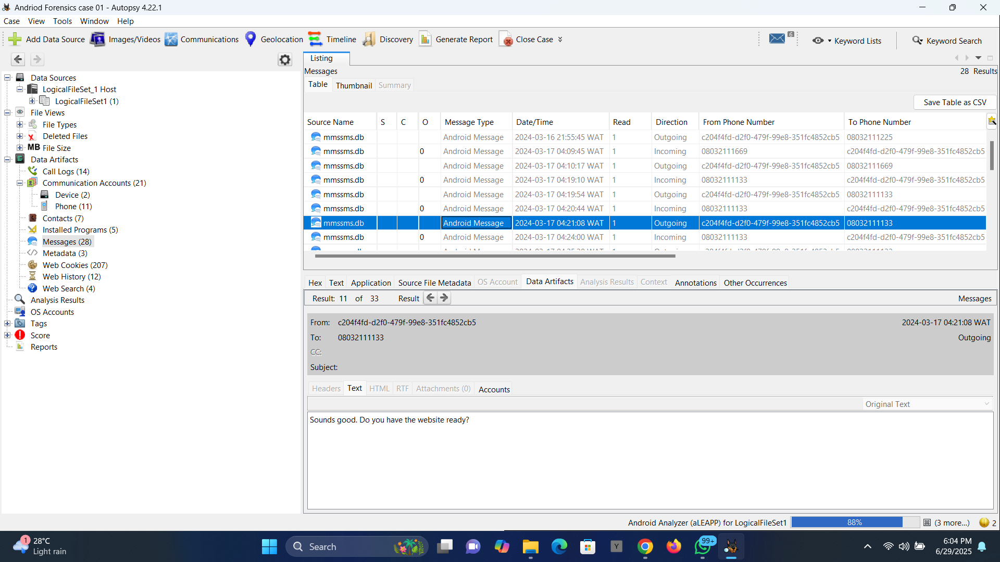 Andriod Forensics case 01 - Autopsy 4.22.1
Case View Tools Window Help
Add Data Source Images/Videos Communications Geolocation Timeline Discovery Generate Report Close Case 6 Keyword Lists Keyword Search
Data Sources
LogicalFileSet_1 Host
LogicalFileSet1 (1)
File Views
File Types
Deleted Files
MB File Size
Data Artifacts
Call Logs (14)
Communication Accounts (21)
Device (2)
Phone (11)
Contacts (7)
Installed Programs (5)
Messages (28)
Metadata (3)
Web Cookies (207)
Web History (12)
Web Search (4)
Analysis Results
OS Accounts
Tags
Score
Reports
Listing
Messages 28 Results
Table Thumbnail Summary
Save Table as CSV
Source Name S C O Message Type Date/Time Read Direction From Phone Number To Phone Number
mmssms.db Android Message 2024-03-16 21:55:45 WAT 1 Outgoing c204f4fd-d2f0-479f-99e8-351fc4852cb5 08032111225
mmssms.db 0 Android Message 2024-03-17 04:09:45 WAT 1 Incoming 08032111669 c204f4fd-d2f0-479f-99e8-351fc4852cb5
mmssms.db Android Message 2024-03-17 04:10:17 WAT 1 Outgoing c204f4fd-d2f0-479f-99e8-351fc4852cb5 08032111669
mmssms.db 0 Android Message 2024-03-17 04:19:10 WAT 1 Incoming 08032111133 c204f4fd-d2f0-479f-99e8-351fc4852cb5
mmssms.db Android Message 2024-03-17 04:19:54 WAT 1 Outgoing c204f4fd-d2f0-479f-99e8-351fc4852cb5 08032111133
mmssms.db 0 Android Message 2024-03-17 04:20:44 WAT 1 Incoming 08032111133 c204f4fd-d2f0-479f-99e8-351fc4852cb5
mmssms.db Android Message 2024-03-17 04:21:08 WAT 1 Outgoing c204f4fd-d2f0-479f-99e8-351fc4852cb5 08032111133
mmssms.db 0 Android Message 2024-03-17 04:24:00 WAT 1 Incoming 08032111133 c204f4fd-d2f0-479f-99e8-351fc4852cb5
Hex Text Application Source File Metadata OS Account Data Artifacts Analysis Results Context Annotations Other Occurrences
Result: 11 of 33 Result Messages
From: c204f4fd-d2f0-479f-99e8-351fc4852cb5 2024-03-17 04:21:08 WAT
To: 08032111133 Outgoing
CC:
Subject:
Headers Text HTML RTF Attachments (0) Accounts
Original Text
Sounds good. Do you have the website ready?
Android Analyzer (aLEAPP) for LogicalFileSet1 88% (3 more...) 2
1 28°C
Light rain
Search
Y
99+
6:04 PM
6/29/2025